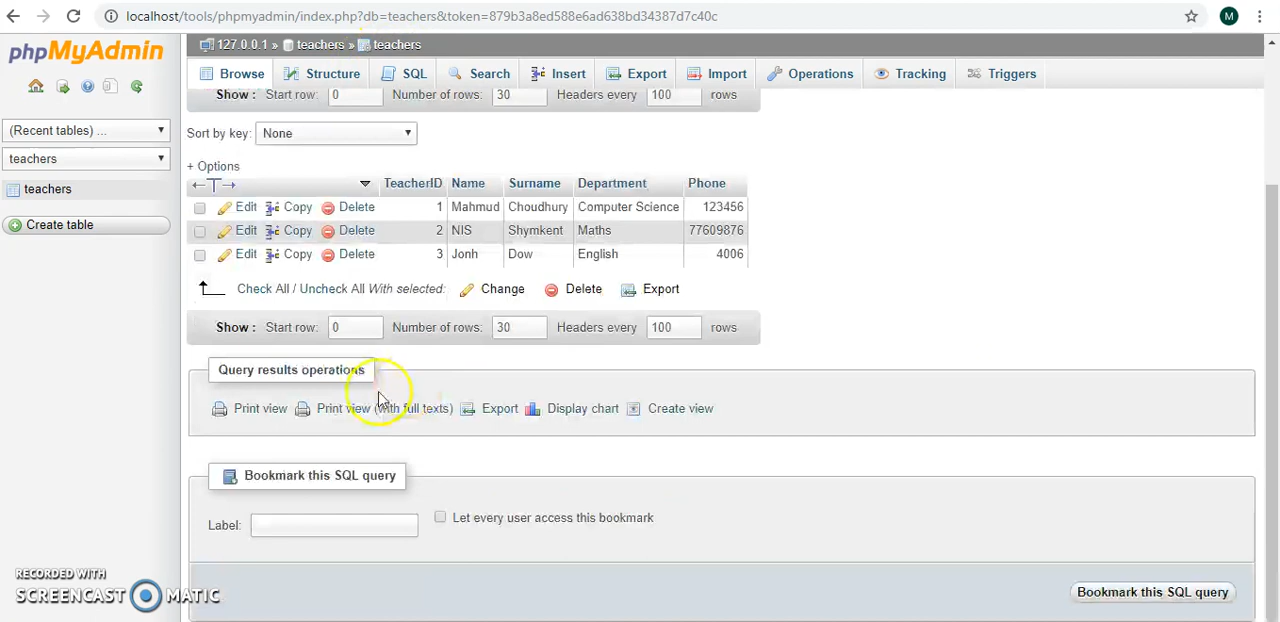 localhost/tools/phpmyadmin/index.php?db=teachers&token=879b3a8ed588e6ad638bd34387d7c40c
M
phpMyAdmin
127.0.0.1 » teachers » teachers
Browse Structure SQL Search Insert Export Import Operations Tracking Triggers
Show : Start row: 0 Number of rows: 30 Headers every 100 rows
(Recent tables) ...
Sort by key: None
teachers
+ Options
teachers
TeacherID Name Surname Department Phone
Edit Copy Delete 1 Mahmud Choudhury Computer Science 123456
Create table
Edit Copy Delete 2 NIS Shymkent Maths 77609876
Edit Copy Delete 3 Jonh Dow English 4006
Check All / Uncheck All With selected: Change Delete Export
Show : Start row: 0 Number of rows: 30 Headers every 100 rows
Query results operations
Print view Print view (with full texts) Export Display chart Create view
Bookmark this SQL query
Label: Let every user access this bookmark
RECORDED WITH
SCREENCAST MATIC
Bookmark this SQL query